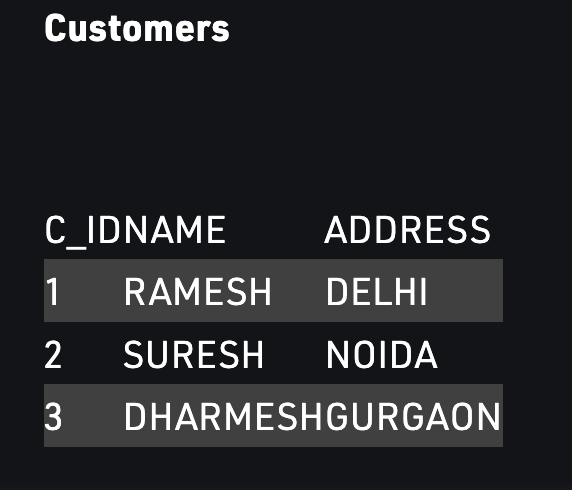 Customers
C_IDNAME ADDRESS
1 RAMESH DELHI
2 SURESH NOIDA
3 DHARMESHGURGAON